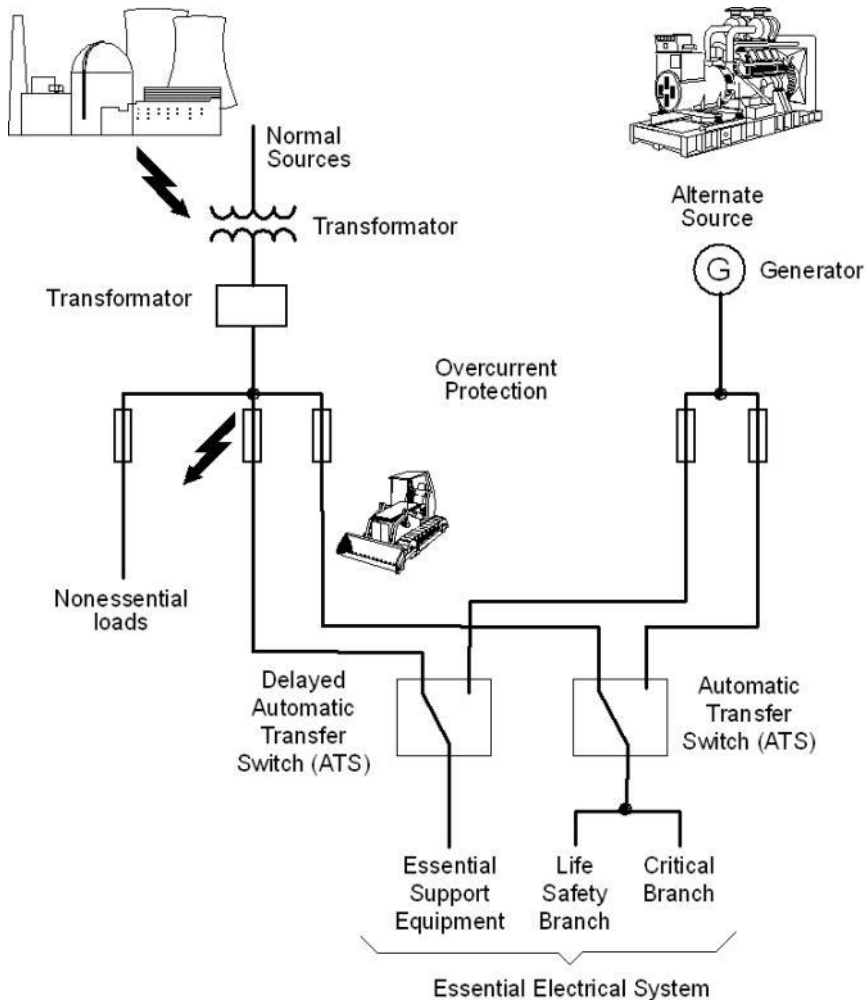 Normal
Sources
Alternate
Source
Transformator
G
Generator
Transformator
Overcurrent
Protection
Nonessential
loads
Delayed
Automatic
Transfer
Switch (ATS)
Automatic
Transfer
Switch (ATS)
Essential
Support
Equipment
Life
Safety
Branch
Critical
Branch
Essential Electrical System